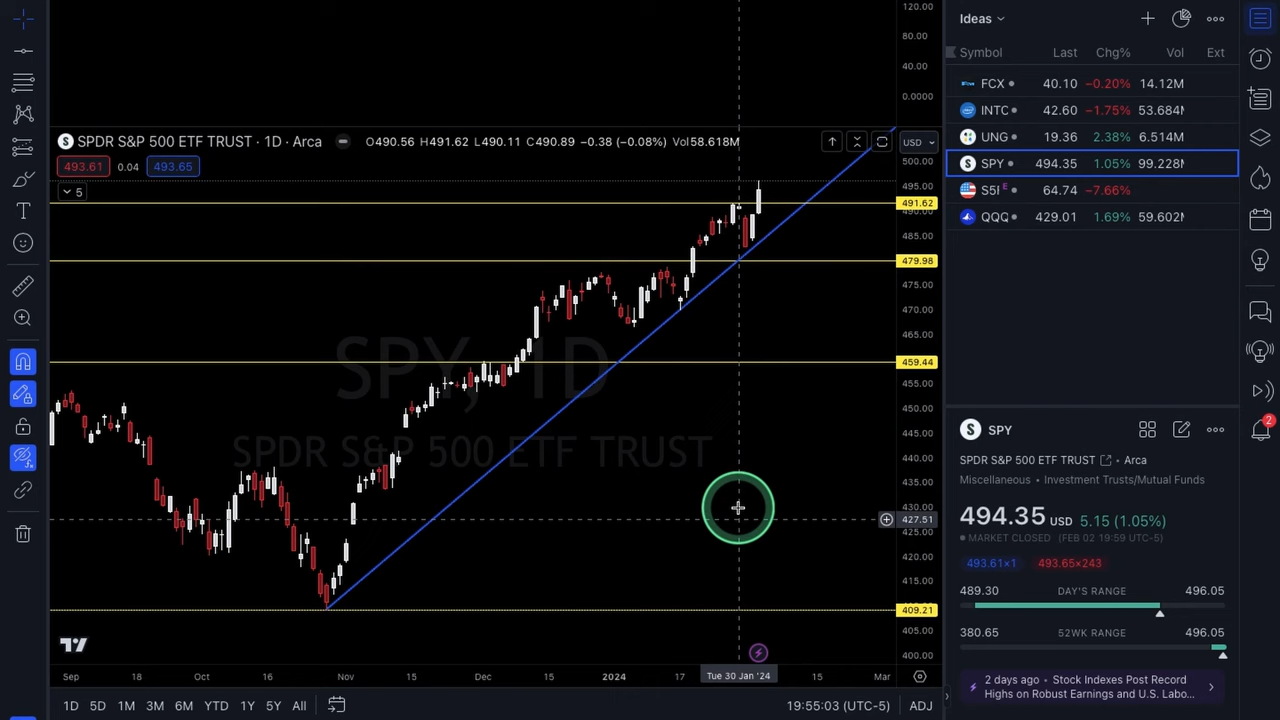 120.00
80.00
40.00
0.0000
SPDR S&P 500 ETF TRUST · 1D · Arca O490.56 H491.62 L490.11 C490.89 −0.38 (−0.08%) Vol58.618M
USD
493.61 0.04 493.65
5
500.00
495.00
491.62
490.00
485.00
479.98
475.00
470.00
465.00
459.44
455.00
450.00
445.00
440.00
435.00
430.00
427.51
425.00
420.00
415.00
409.21
405.00
400.00
SPY, 1D
SPDR S&P 500 ETF TRUST
Sep 18 Oct 16 Nov 15 Dec 2024 17 Tue 30 Jan '24 15 Mar
1D 5D 1M 3M 6M YTD 1Y 5Y All 19:55:03 (UTC-5) ADJ
Ideas
Symbol Last Chg% Vol Ext
FCX 40.10 −0.20% 14.12M
INTC 42.60 −1.75% 53.684M
UNG 19.36 2.38% 6.514M
SPY 494.35 1.05% 99.228M
S5FI E 64.74 −7.66%
QQQ 429.01 1.69% 59.602M
S SPY
SPDR S&P 500 ETF TRUST · Arca
Miscellaneous · Investment Trusts/Mutual Funds
494.35 USD 5.15 (1.05%)
MARKET CLOSED (FEB 02 19:59 UTC-5)
493.61×1 493.65×243
489.30 DAY'S RANGE 496.05
380.65 52WK RANGE 496.05
2 days ago · Stock Indexes Post Record
Highs on Robust Earnings and U.S. Labo...
2